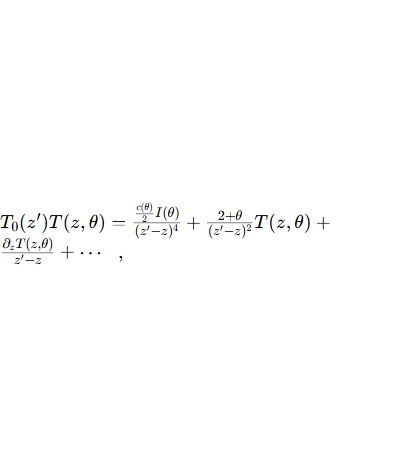 $T_0(z')T(z,\theta) = \frac{\frac{c(\theta)}{2} I(\theta)}{(z'-z)^4} + \frac{2+\theta}{(z'-z)^2} T(z,\theta) +$
$\frac{\partial_z T(z,\theta)}{z'-z} + \cdots \quad ,$